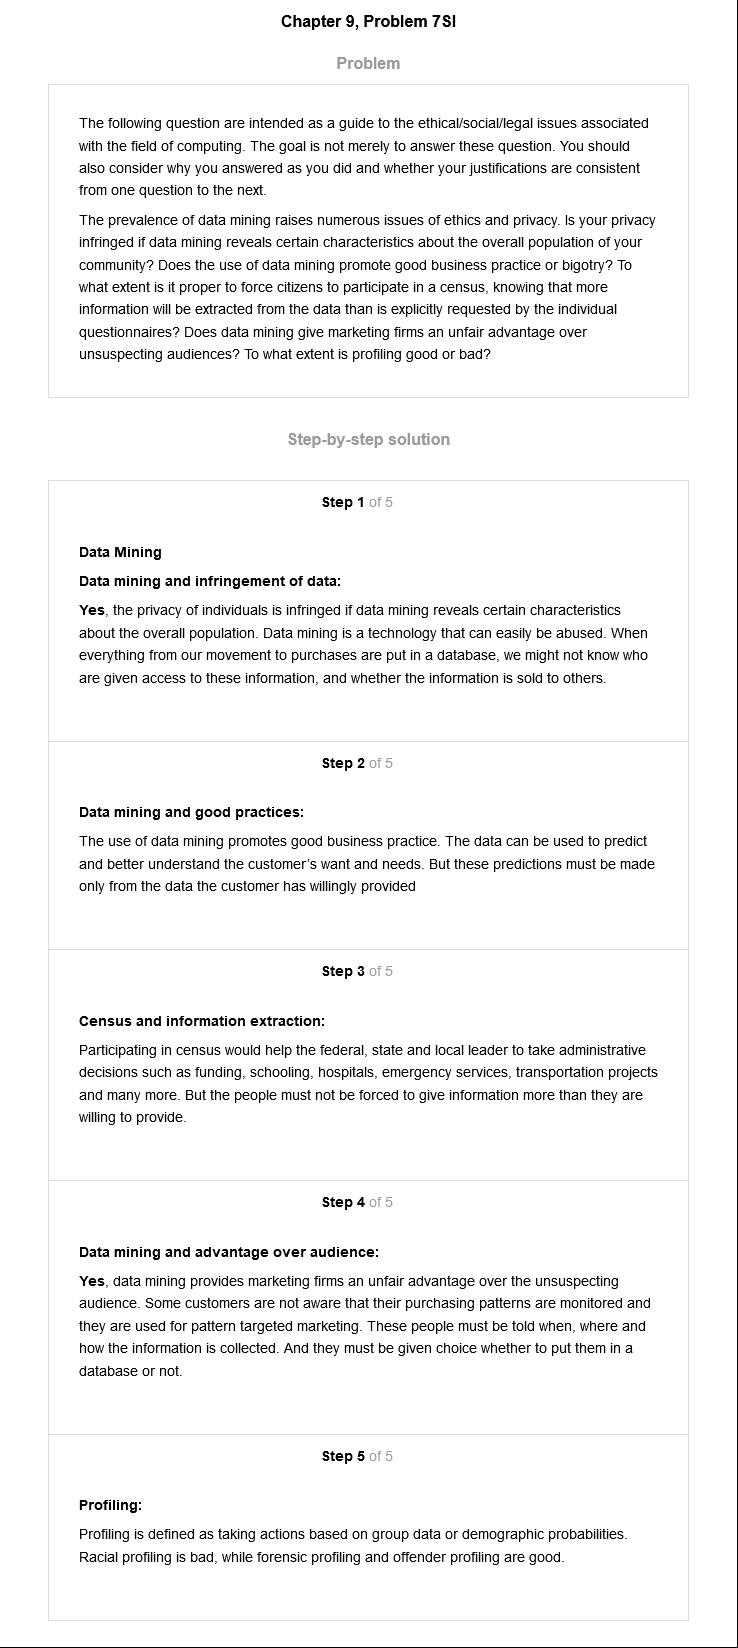 Chapter 9, Problem 7SI
Problem
The following question are intended as a guide to the ethical/social/legal issues associated
with the field of computing. The goal is not merely to answer these question. You should
also consider why you answered as you did and whether your justifications are consistent
from one question to the next.
The prevalence of data mining raises numerous issues of ethics and privacy. Is your privacy
infringed if data mining reveals certain characteristics about the overall population of your
community? Does the use of data mining promote good business practice or bigotry? To
what extent is it proper to force citizens to participate in a census, knowing that more
information will be extracted from the data than is explicitly requested by the individual
questionnaires? Does data mining give marketing firms an unfair advantage over
unsuspecting audiences? To what extent is profiling good or bad?
Step-by-step solution
Step 1 of 5
Data Mining
Data mining and infringement of data:
Yes, the privacy of individuals is infringed if data mining reveals certain characteristics
about the overall population. Data mining is a technology that can easily be abused. When
everything from our movement to purchases are put in a database, we might not know who
are given access to these information, and whether the information is sold to others.
Step 2 of 5
Data mining and good practices:
The use of data mining promotes good business practice. The data can be used to predict
and better understand the customer's want and needs. But these predictions must be made
only from the data the customer has willingly provided
Step 3 of 5
Census and information extraction:
Participating in census would help the federal, state and local leader to take administrative
decisions such as funding, schooling, hospitals, emergency services, transportation projects
and many more. But the people must not be forced to give information more than they are
willing to provide.
Step 4 of 5
Data mining and advantage over audience:
Yes, data mining provides marketing firms an unfair advantage over the unsuspecting
audience. Some customers are not aware that their purchasing patterns are monitored and
they are used for pattern targeted marketing. These people must be told when, where and
how the information is collected. And they must be given choice whether to put them in a
database or not.
Step 5 of 5
Profiling:
Profiling is defined as taking actions based on group data or demographic probabilities.
Racial profiling is bad, while forensic profiling and offender profiling are good.